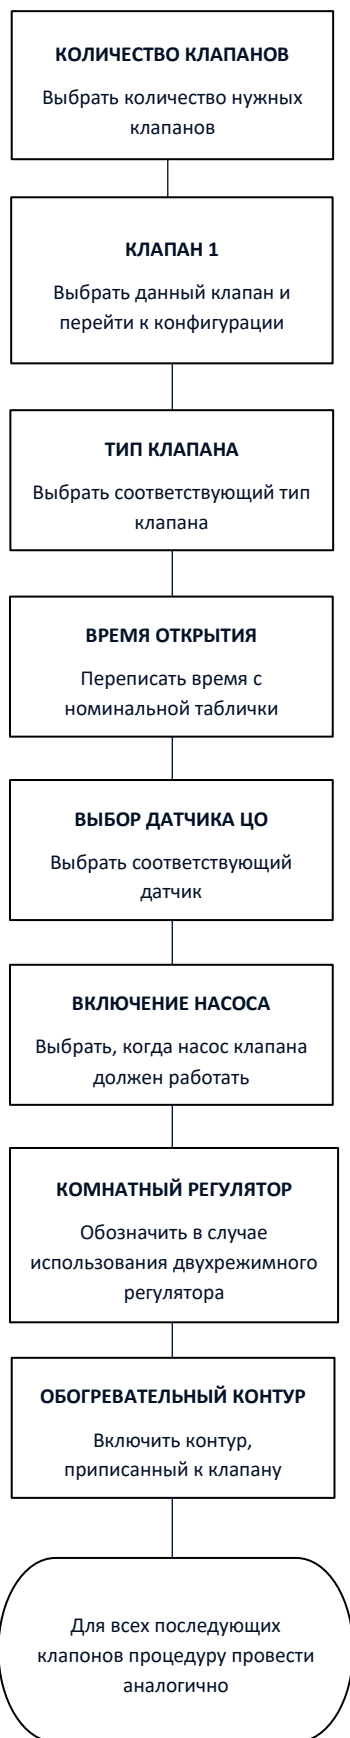 КОЛИЧЕСТВО КЛАПАНОВ
Выбрать количество нужных
клапанов
КЛАПАН 1
Выбрать данный клапан и
перейти к конфигурации
ТИП КЛАПАНА
Выбрать соответствующий тип
клапана
ВРЕМЯ ОТКРЫТИЯ
Переписать время с
номинальной таблички
ВЫБОР ДАТЧИКА ЦО
Выбрать соответствующий
датчик
ВКЛЮЧЕНИЕ НАСОСА
Выбрать, когда насос клапана
должен работать
КОМНАТНЫЙ РЕГУЛЯТОР
Обозначить в случае
использования двухрежимного
регулятора
ОБОГРЕВАТЕЛЬНЫЙ КОНТУР
Включить контур,
приписанный к клапану
Для всех последующих
клапонов процедуру провести
аналогично